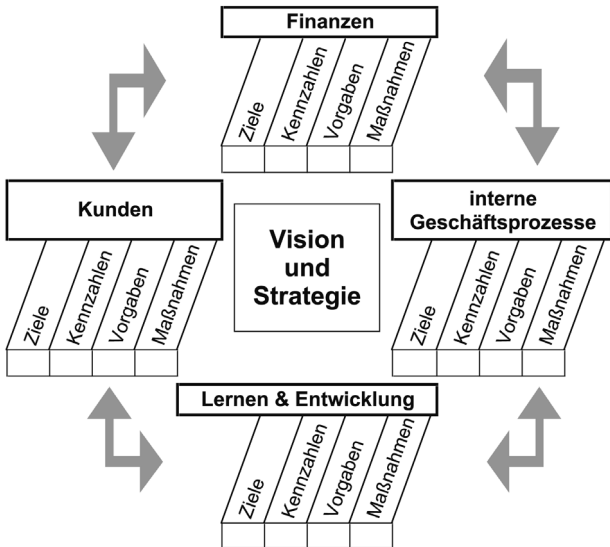 Finanzen
Ziele
Kennzahlen
Vorgaben
Maßnahmen
Kunden
Ziele
Kennzahlen
Vorgaben
Maßnahmen
Vision
und
Strategie
interne
Geschäftsprozesse
Ziele
Kennzahlen
Vorgaben
Maßnahmen
Lernen & Entwicklung
Ziele
Kennzahlen
Vorgaben
Maßnahmen